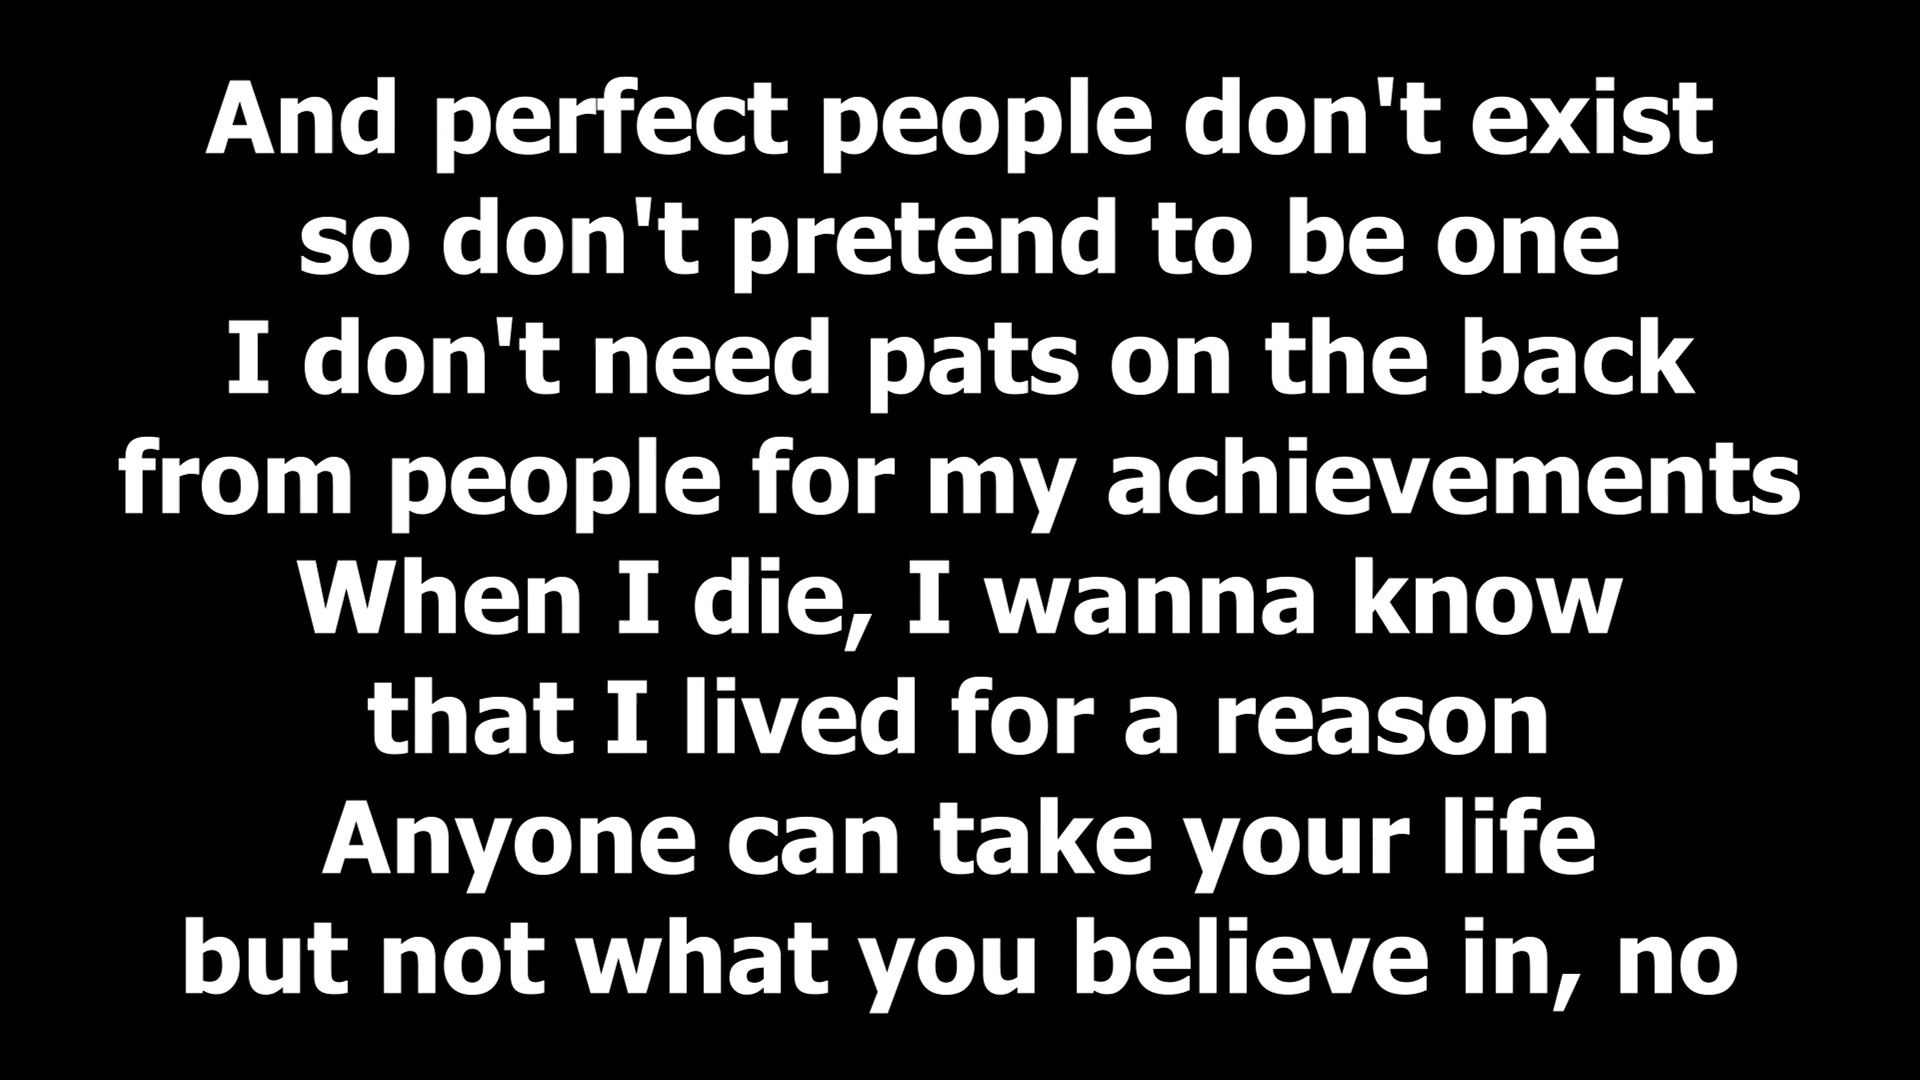 And perfect people don't exist
so don't pretend to be one
I don't need pats on the back
from people for my achievements
When I die, I wanna know
that I lived for a reason
Anyone can take your life
but not what you believe in, no